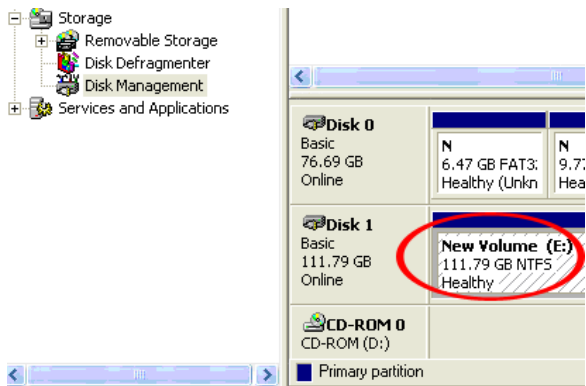 Storage
Removable Storage
Disk Defragmenter
Disk Management
Services and Applications
Disk 0
Basic
76.69 GB
Online
N
6.47 GB FAT32
Healthy (Unkn
N
9.77
Hea
Disk 1
Basic
111.79 GB
Online
New Volume (E:)
111.79 GB NTFS
Healthy
CD-ROM 0
CD-ROM (D:)
Primary partition